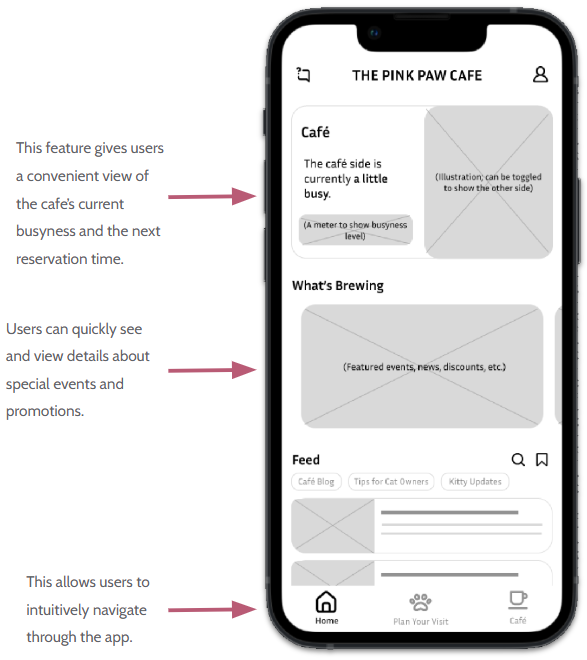 THE PINK PAW CAFE
Café
The café side is
currently a little
busy.
(A meter to show busyness
level)
(Illustration; can be toggled
to show the other side)
This feature gives users
a convenient view of
the cafe's current
busyness and the next
reservation time.
What's Brewing
(Featured events, news, discounts, etc.)
Users can quickly see
and view details about
special events and
promotions.
Feed
Café Blog
Tips for Cat Owners
Kitty Updates
This allows users to
intuitively navigate
through the app.
Home
Plan Your Visit
Café